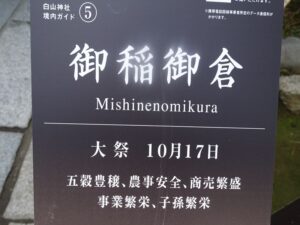 白山神社
境内ガイド
⑤
御稲御倉
Mishinenomikura
大祭 10月17日
五穀豊穣、農事安全、商売繁盛
事業繁栄、子孫繁栄